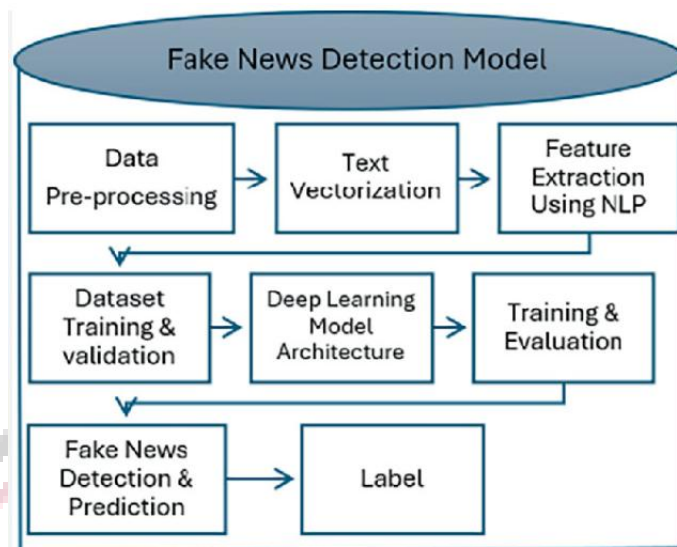 Fake News Detection Model
Data
Pre-processing
Text
Vectorization
Feature
Extraction
Using NLP
Dataset
Training &
validation
Deep Learning
Model
Architecture
Training &
Evaluation
Fake News
Detection &
Prediction
Label